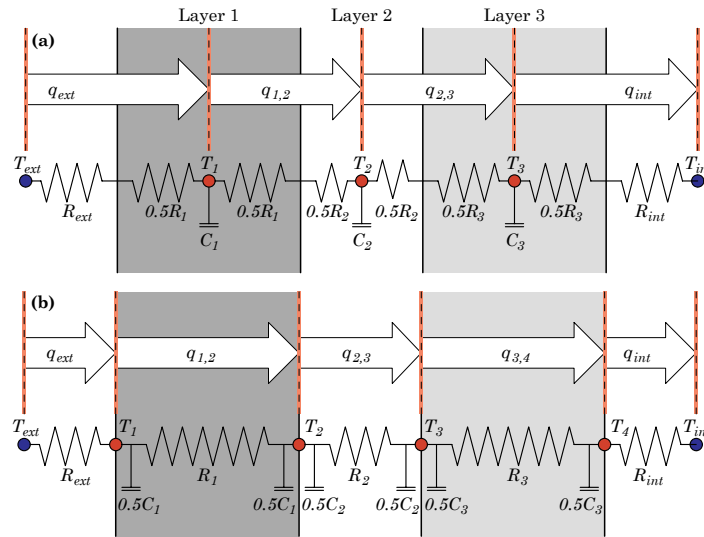 Layer 1 Layer 2 Layer 3
(a)
q_ext q_1,2 q_2,3 q_int
T_ext T_1 T_2 T_3 T_in
R_ext 0.5R_1 0.5R_1 0.5R_2 0.5R_2 0.5R_3 0.5R_3 R_int
C_1 C_2 C_3
(b)
q_ext q_1,2 q_2,3 q_3,4 q_int
T_ext T_1 T_2 T_3 T_4 T_in
R_ext R_1 R_2 R_3 R_int
0.5C_1 0.5C_1 0.5C_2 0.5C_2 0.5C_3 0.5C_3